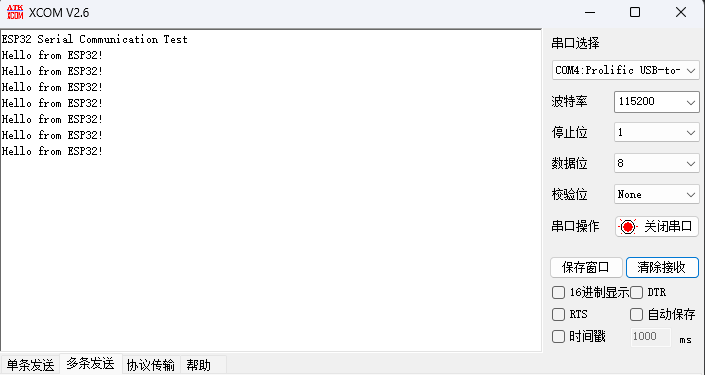 ATK
XCOM
XCOM V2.6
ESP32 Serial Communication Test
Hello from ESP32!
Hello from ESP32!
Hello from ESP32!
Hello from ESP32!
Hello from ESP32!
Hello from ESP32!
Hello from ESP32!
串口选择
COM4:Prolific USB-to-
波特率 115200
停止位 1
数据位 8
校验位 None
串口操作 关闭串口
保存窗口 清除接收
16进制显示 DTR
RTS 自动保存
时间戳 1000 ms
单条发送 多条发送 协议传输 帮助